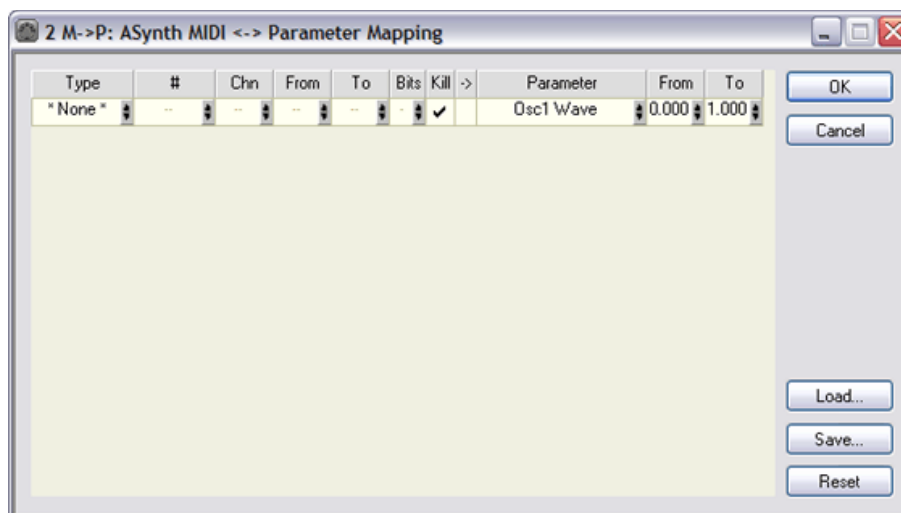 2 M->P: ASynth MIDI <-> Parameter Mapping
Type # Chn From To Bits Kill -> Parameter From To
* None * -- -- -- -- - Osc1 Wave 0.000 1.000
OK
Cancel
Load...
Save...
Reset